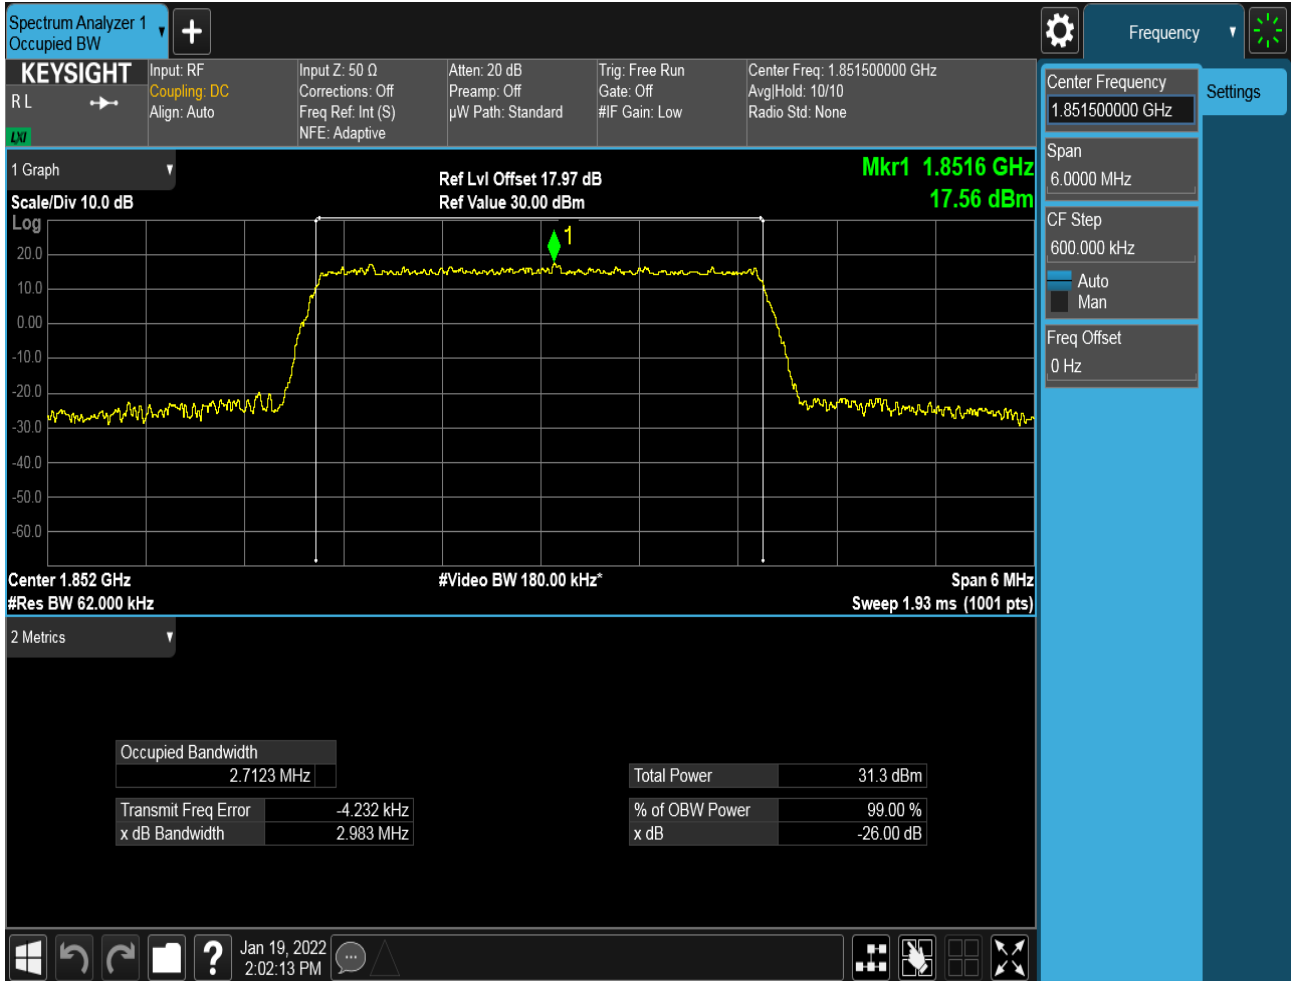 Spectrum Analyzer 1
Occupied BW
+
Frequency
KEYSIGHT
R L
LXI
Input: RF
Coupling: DC
Align: Auto
Input Z: 50 Ω
Corrections: Off
Freq Ref: Int (S)
NFE: Adaptive
Atten: 20 dB
Preamp: Off
µW Path: Standard
Trig: Free Run
Gate: Off
#IF Gain: Low
Center Freq: 1.851500000 GHz
Avg|Hold: 10/10
Radio Std: None
Center Frequency
1.851500000 GHz
Settings
Span
6.0000 MHz
CF Step
600.000 kHz
Auto
Man
Freq Offset
0 Hz
1 Graph
Scale/Div 10.0 dB
Ref Lvl Offset 17.97 dB
Ref Value 30.00 dBm
Mkr1 1.8516 GHz
17.56 dBm
Log
1
20.0
10.0
0.00
-10.0
-20.0
-30.0
-40.0
-50.0
-60.0
Center 1.852 GHz
#Video BW 180.00 kHz*
Span 6 MHz
#Res BW 62.000 kHz
Sweep 1.93 ms (1001 pts)
2 Metrics
Occupied Bandwidth
2.7123 MHz
Total Power 31.3 dBm
Transmit Freq Error -4.232 kHz
% of OBW Power 99.00 %
x dB Bandwidth 2.983 MHz
x dB -26.00 dB
?
Jan 19, 2022
2:02:13 PM